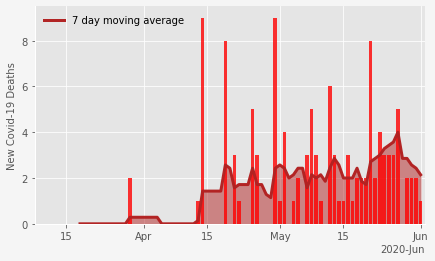 7 day moving average
New Covid-19 Deaths
8
6
4
2
0
15
Apr
15
May
15
Jun
2020-Jun